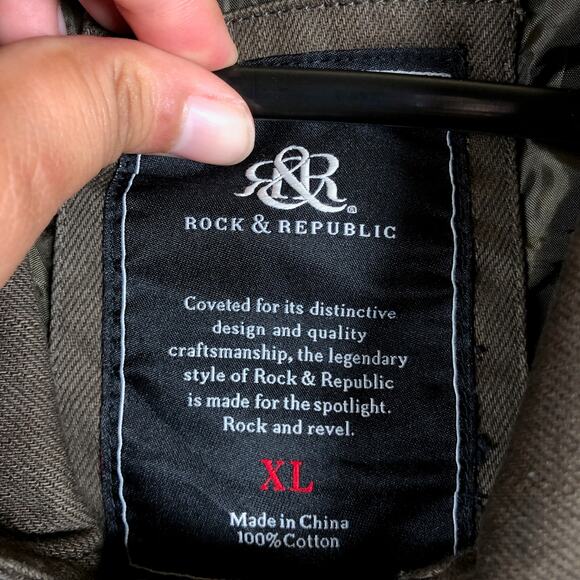 R&R
ROCK & REPUBLIC
Coveted for its distinctive
design and quality
craftsmanship, the legendary
style of Rock & Republic
is made for the spotlight.
Rock and revel.
XL
Made in China
100% Cotton